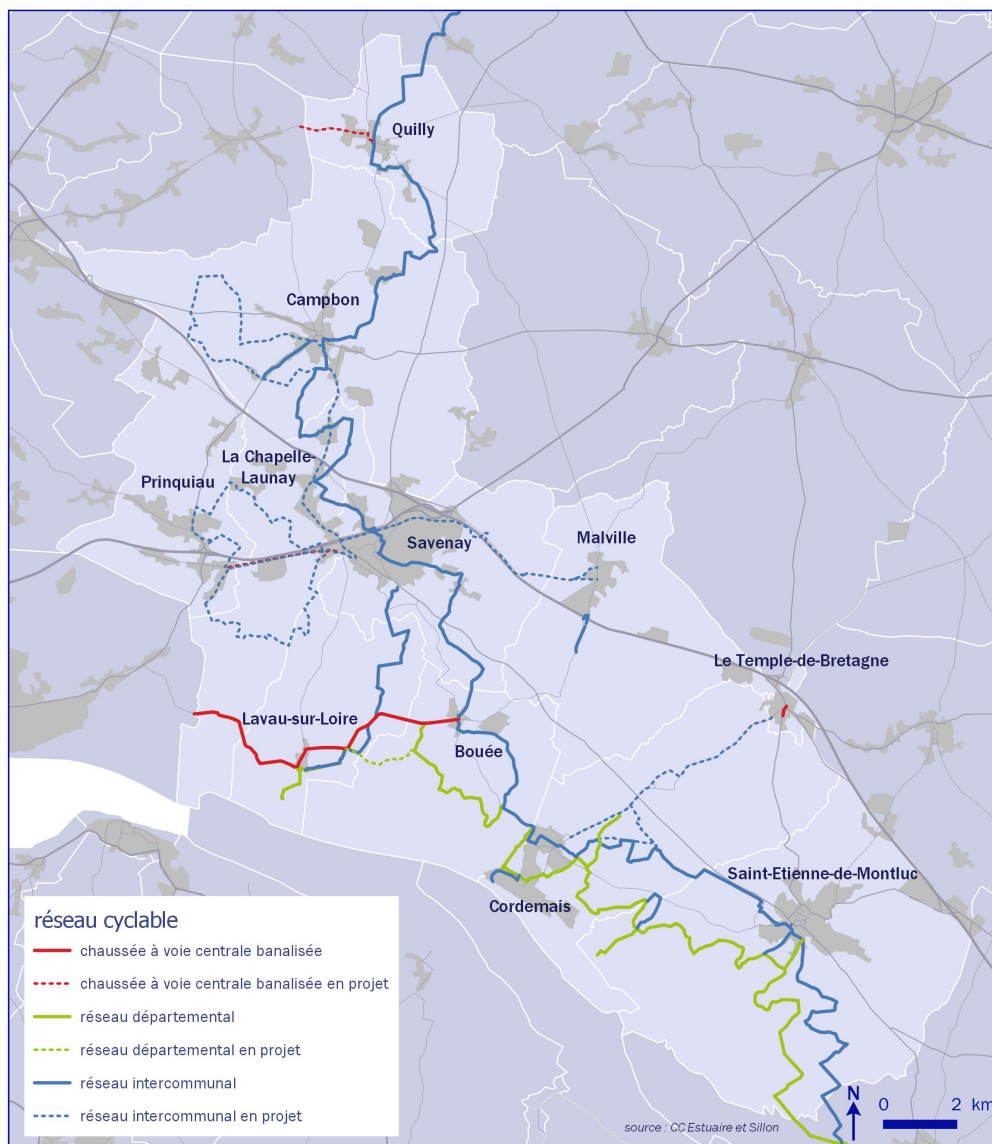 Quilly
Campbon
La Chapelle-
Launay
Prinquiau
Savenay
Malville
Le Temple-de-Bretagne
Lavau-sur-Loire
Bouée
Saint-Etienne-de-Montluc
Cordemais
réseau cyclable
chaussée à voie centrale banalisée
chaussée à voie centrale banalisée en projet
réseau départemental
réseau départemental en projet
réseau intercommunal
réseau intercommunal en projet
source : CC Estuaire et Sillon
N
0 2 km